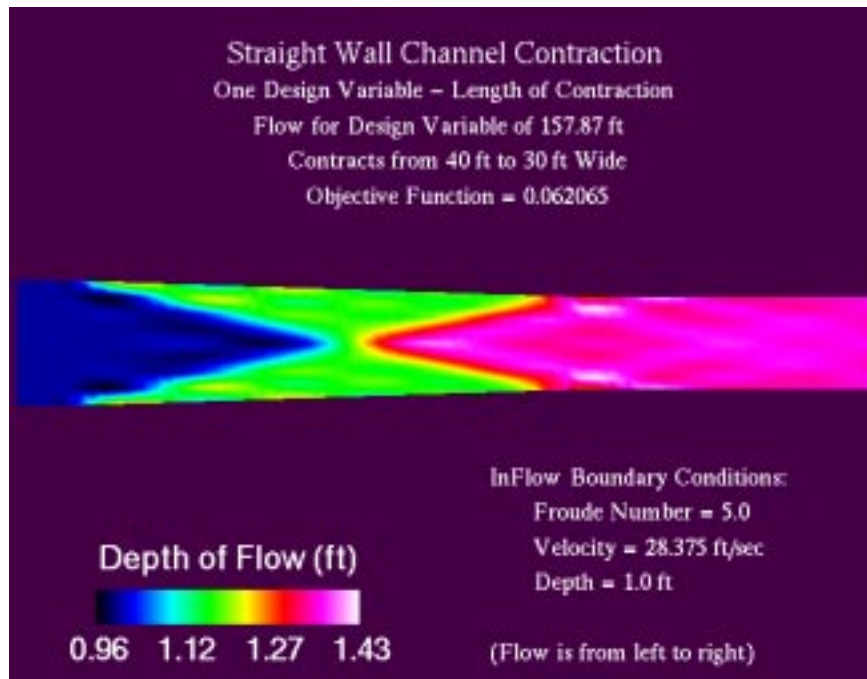 Straight Wall Channel Contraction
One Design Variable – Length of Contraction
Flow for Design Variable of 157.87 ft
Contracts from 40 ft to 30 ft Wide
Objective Function = 0.062065
InFlow Boundary Conditions:
Froude Number = 5.0
Velocity = 28.375 ft/sec
Depth = 1.0 ft
(Flow is from left to right)
Depth of Flow (ft)
0.96 1.12 1.27 1.43